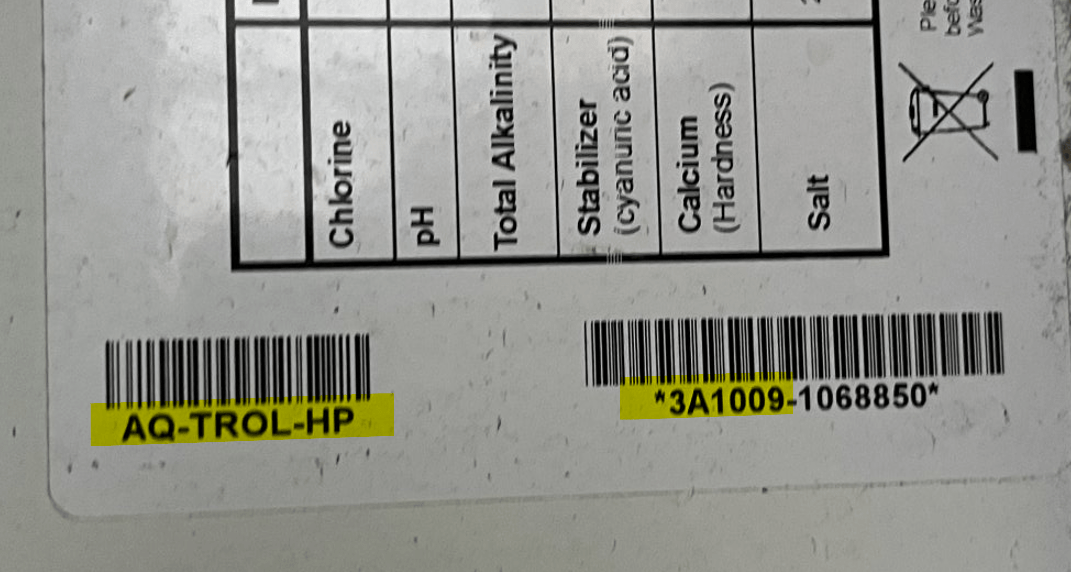 Chlorine
pH
Total Alkalinity
Stabilizer
(cyanuric acid)
Calcium
(Hardness)
Salt
AQ-TROL-HP
*3A1009-1068850*